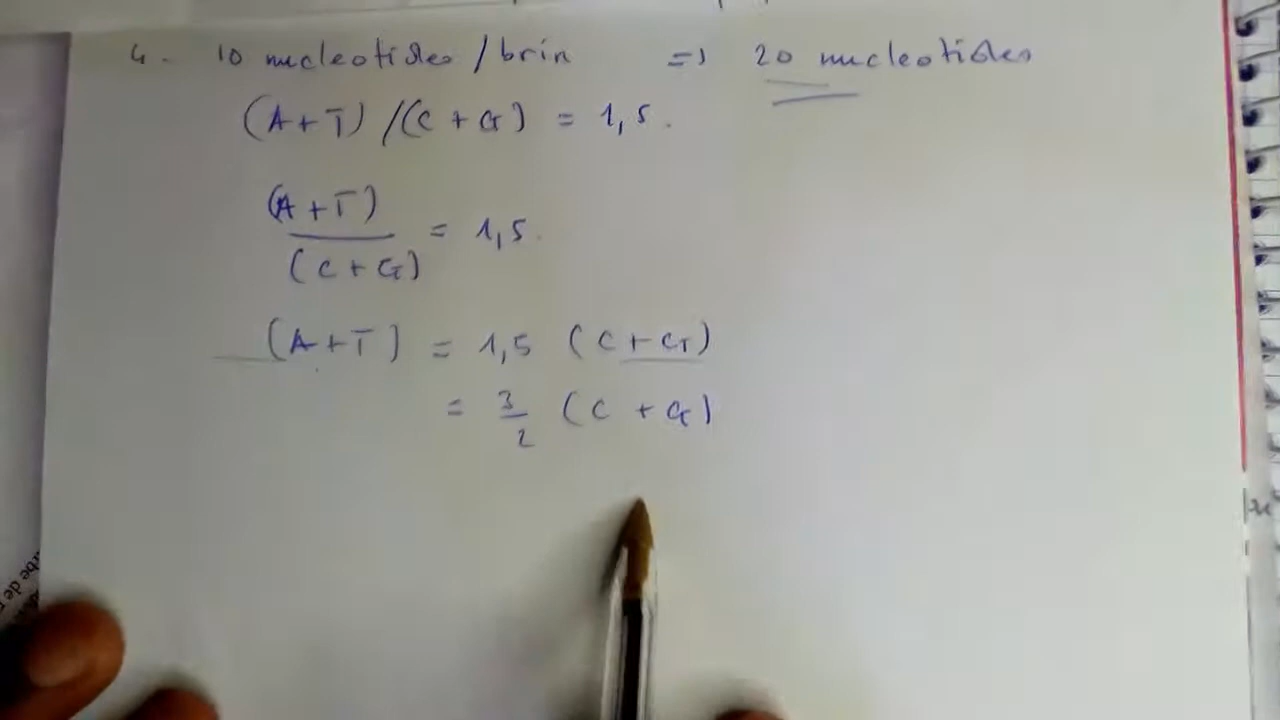 4. 10 nucleotides / brin => 20 nucleotides
(A+T) /(C + G) = 1,5.
(A+T)
/ (C+G) = 1,5.
(A+T) = 1,5 (C+G)
= 3/2 (C + G)